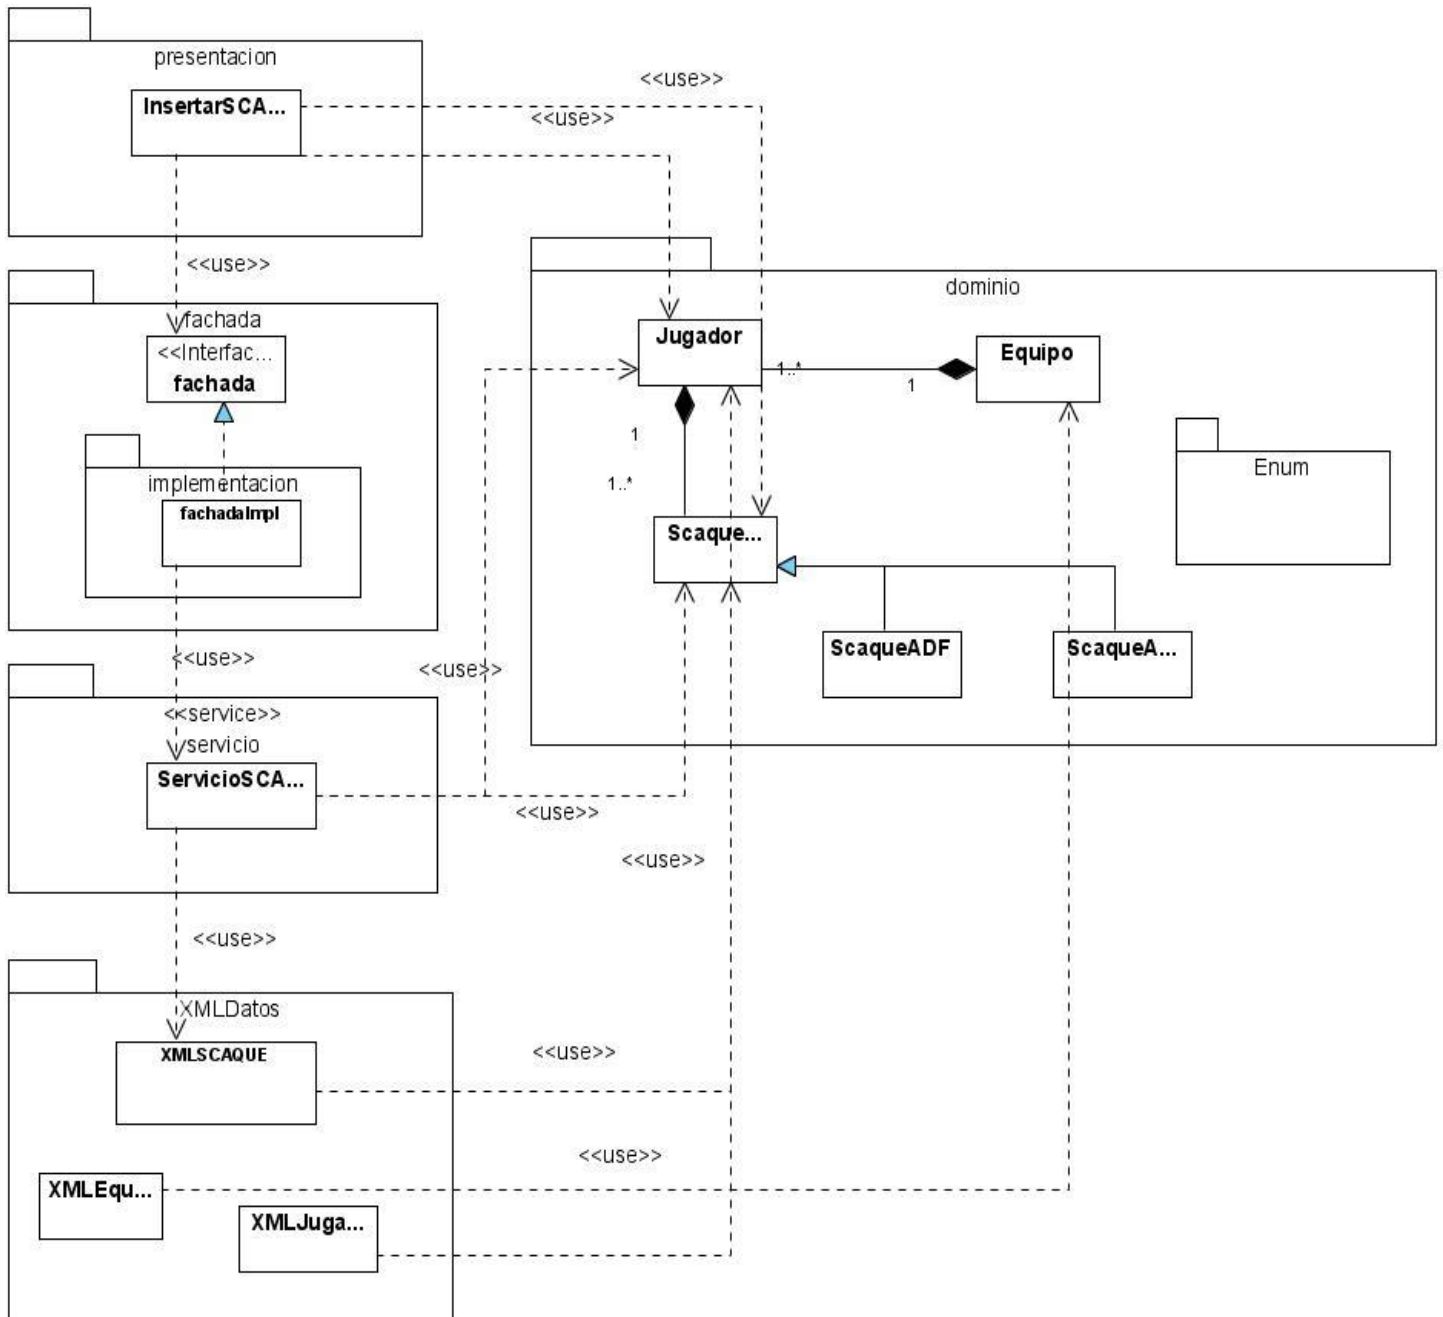 presentacion
InsertarSCA...
<<use>>
<<use>>
<<use>>
fachada
<<Interfac...
fachada
implementacion
fachadaImpl
<<use>>
dominio
Jugador
1..*
1
Equipo
1
1..*
Scaque...
Enum
ScaqueADF
ScaqueA...
<<use>>
<<service>>
servicio
ServicioSCA...
<<use>>
<<use>>
<<use>>
XMLDatos
XMLSCAQUE
<<use>>
<<use>>
XMLEqu...
XMLJuga...